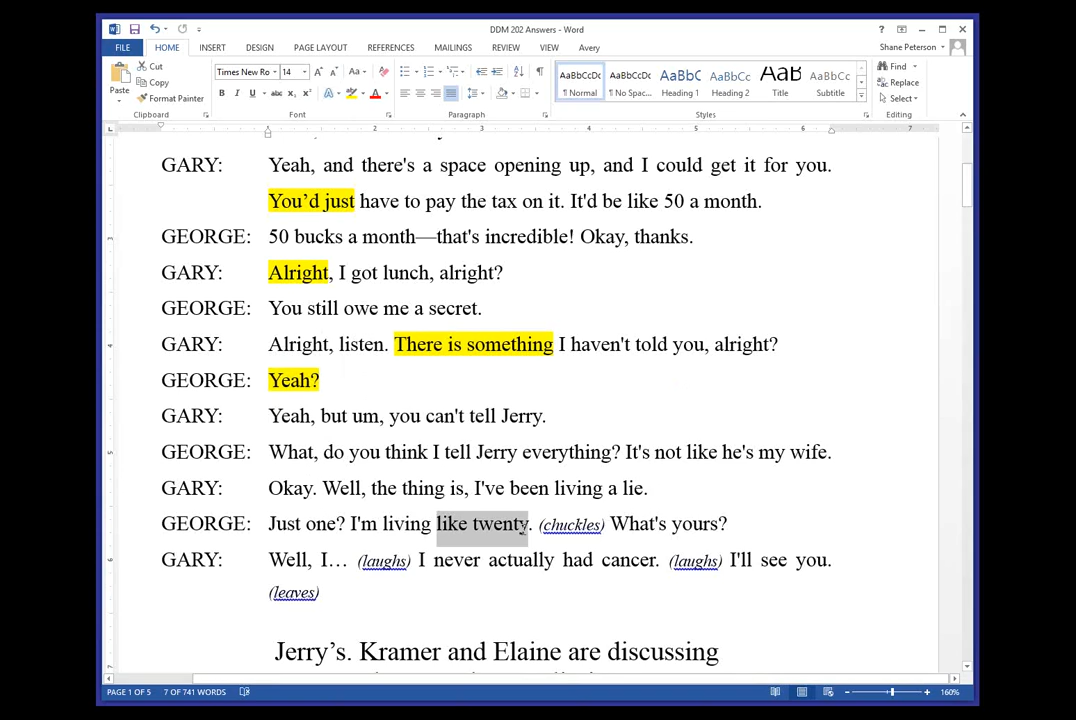 DDM 202 Answers - Word
FILE HOME INSERT DESIGN PAGE LAYOUT REFERENCES MAILINGS REVIEW VIEW Avery Shane Peterson
Paste Cut Copy Format Painter
Times New Ro 14
AaBbCcDc AaBbCcDc AaBbC AaBbCc AaB AaBbCc
¶ Normal ¶ No Spac... Heading 1 Heading 2 Title Subtitle
Find Replace Select
Clipboard Font Paragraph Styles Editing
2 3 4 5 6 7
GARY: Yeah, and there's a space opening up, and I could get it for you.
You'd just have to pay the tax on it. It'd be like 50 a month.
GEORGE: 50 bucks a month—that's incredible! Okay, thanks.
GARY: Alright, I got lunch, alright?
GEORGE: You still owe me a secret.
GARY: Alright, listen. There is something I haven't told you, alright?
GEORGE: Yeah?
GARY: Yeah, but um, you can't tell Jerry.
GEORGE: What, do you think I tell Jerry everything? It's not like he's my wife.
GARY: Okay. Well, the thing is, I've been living a lie.
GEORGE: Just one? I'm living like twenty. (chuckles) What's yours?
GARY: Well, I… (laughs) I never actually had cancer. (laughs) I'll see you.
(leaves)
Jerry's. Kramer and Elaine are discussing
PAGE 1 OF 5 7 OF 741 WORDS 160%